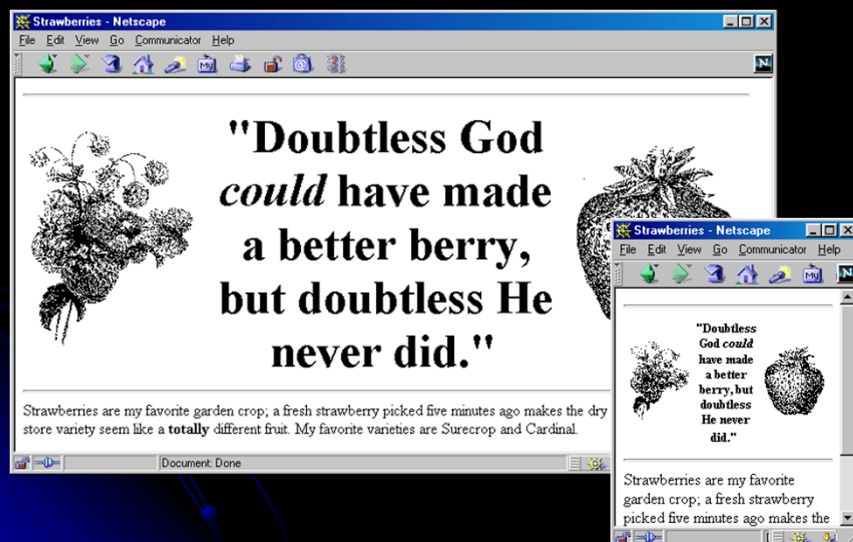 Strawberries - Netscape
File Edit View Go Communicator Help
My
N
"Doubtless God
could have made
a better berry,
but doubtless He
never did."
Strawberries are my favorite garden crop; a fresh strawberry picked five minutes ago makes the dry
store variety seem like a totally different fruit. My favorite varieties are Surecrop and Cardinal.
Document: Done
Strawberries - Netscape
File Edit View Go Communicator Help
My
N
"Doubtless
God could
have made
a better
berry, but
doubtless
He never
did."
Strawberries are my favorite
garden crop; a fresh strawberry
picked five minutes ago makes the